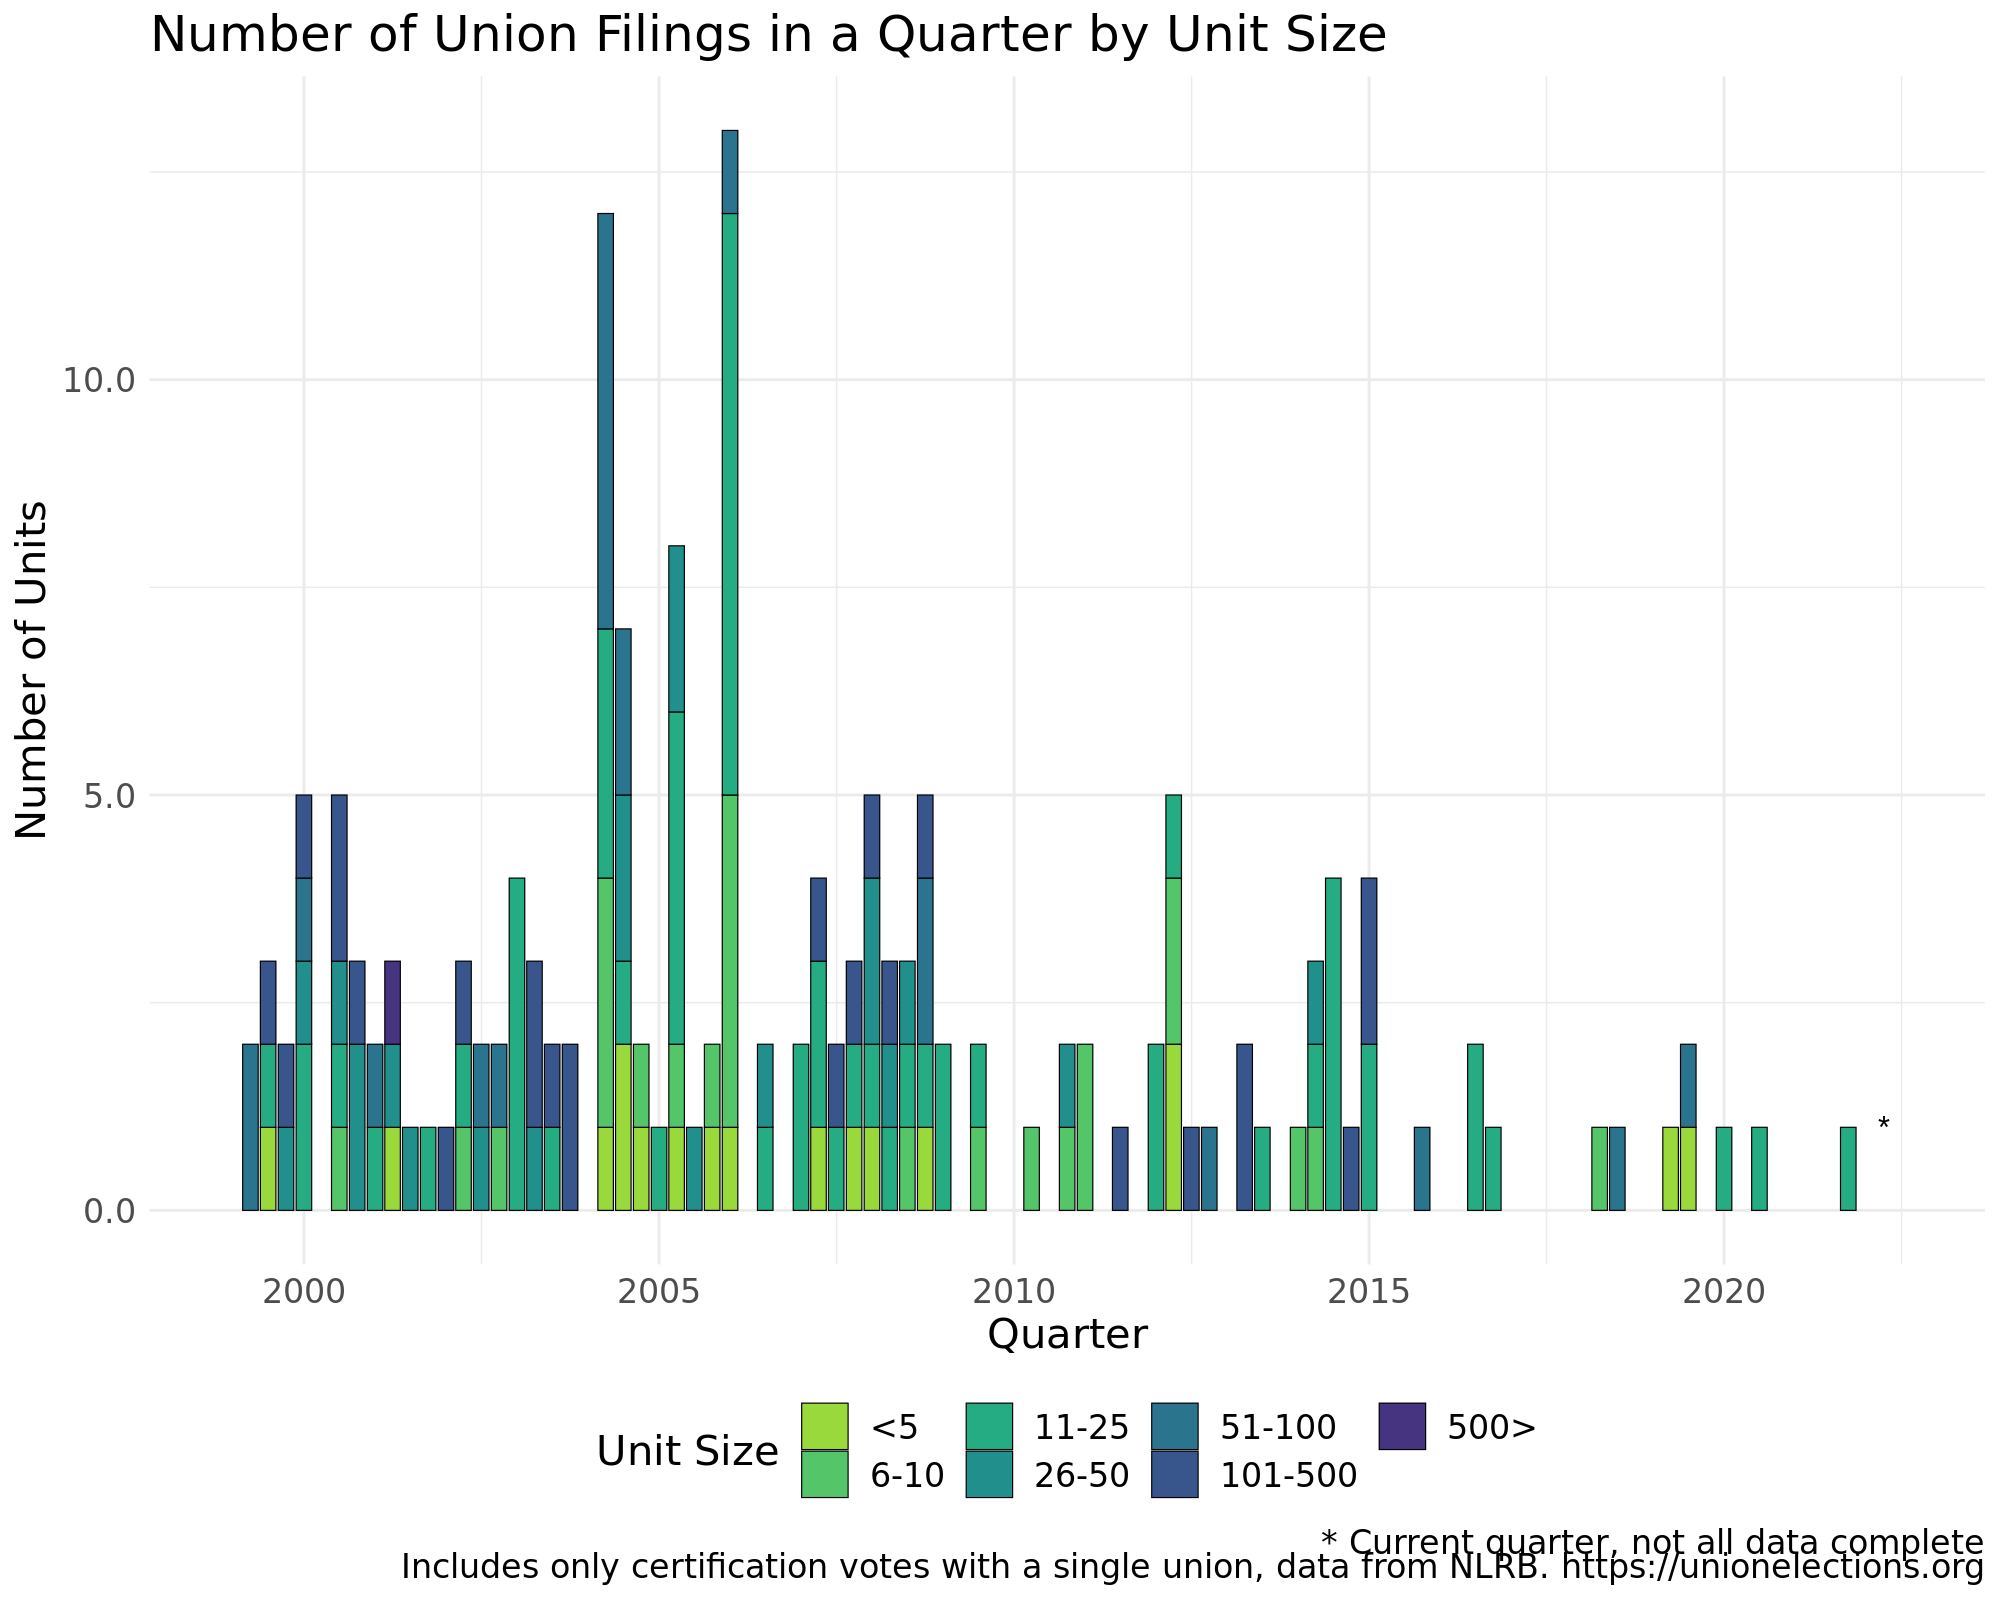 Number of Union Filings in a Quarter by Unit Size
Number of Units
10.0
5.0
0.0
*
2000 2005 2010 2015 2020
Quarter
Unit Size
<5 11-25 51-100 500>
6-10 26-50 101-500
* Current quarter, not all data complete
Includes only certification votes with a single union, data from NLRB. https://unionelections.org